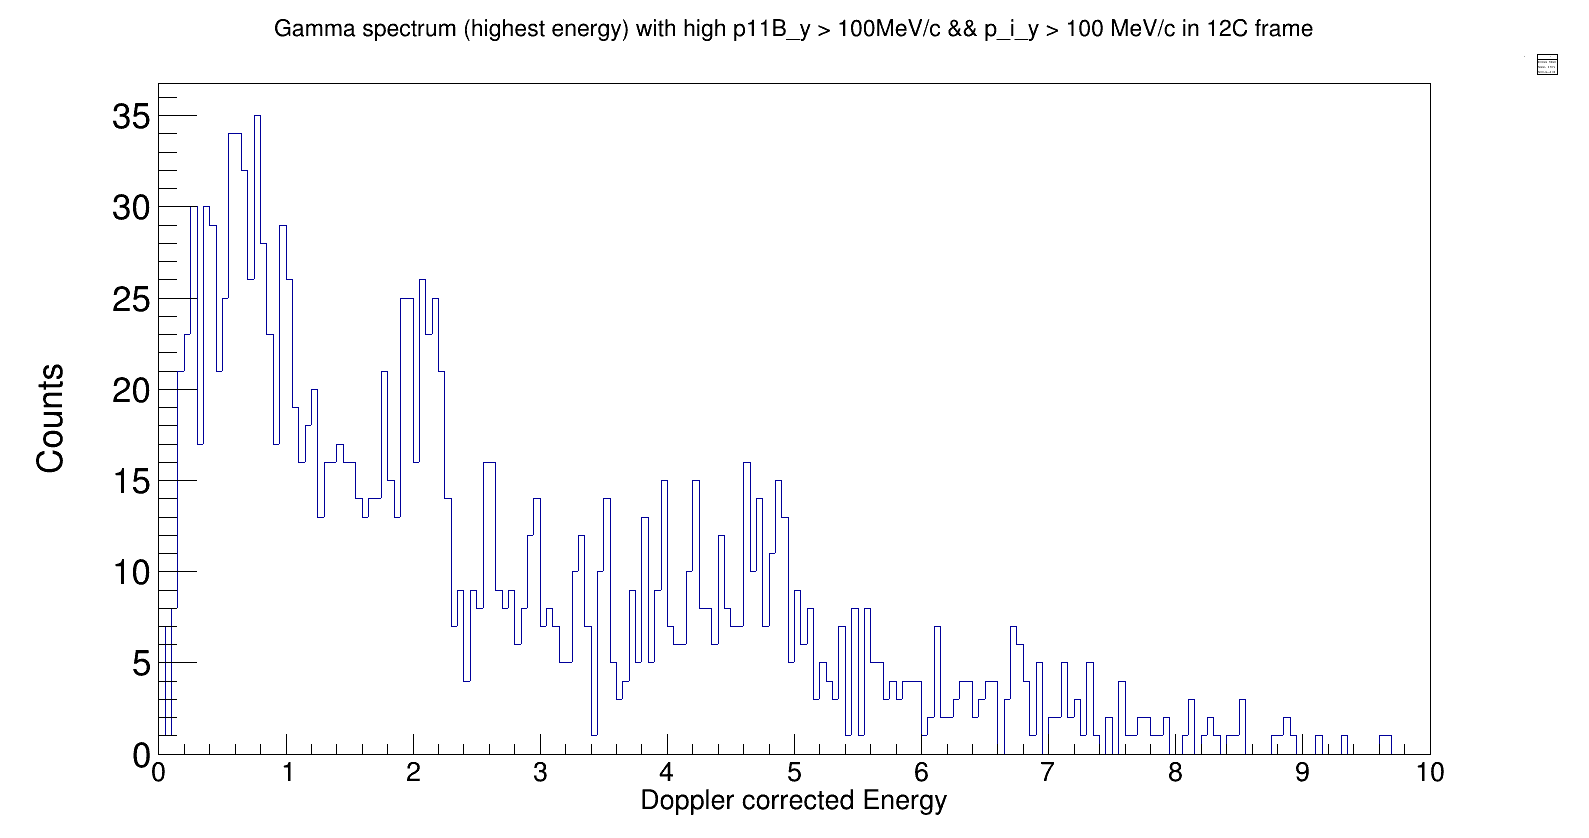 Gamma spectrum (highest energy) with high p11B_y > 100MeV/c && p_i_y > 100 MeV/c in 12C frame
35
30
25
20
15
10
5
0
Counts
0 1 2 3 4 5 6 7 8 9 10
Doppler corrected Energy